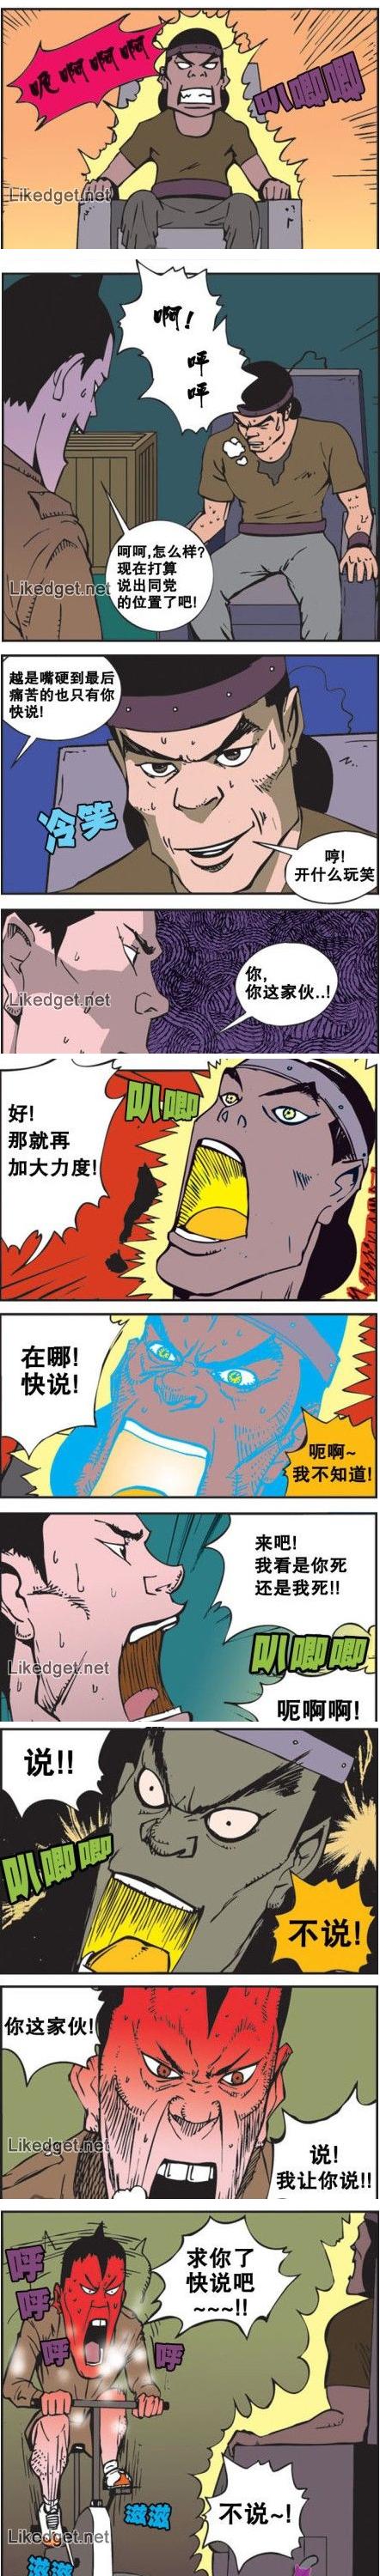 呃啊啊啊
叭唧唧
Likedget.net
啊!
呯
呯
呵呵,怎么样?
现在打算
说出同党
的位置了吧!
Likedget.net
越是嘴硬到最后
痛苦的也只有你
快说!
冷笑
哼!
开什么玩笑
你,
你这家伙..!
Likedget.net
好!
那就再
加大力度!
叭唧
在哪!
快说!
呃啊~
我不知道!
来吧!
我看是你死
还是我死!!
叭唧唧
Likedget.net
呃啊啊!
说!!
叭唧唧
不说!
你这家伙!
Likedget.net
说!
我让你说!!
呼
呼
呼
呼
求你了
快说吧
~~~!!
不说~!
滋滋
Likedget.net
滋滋